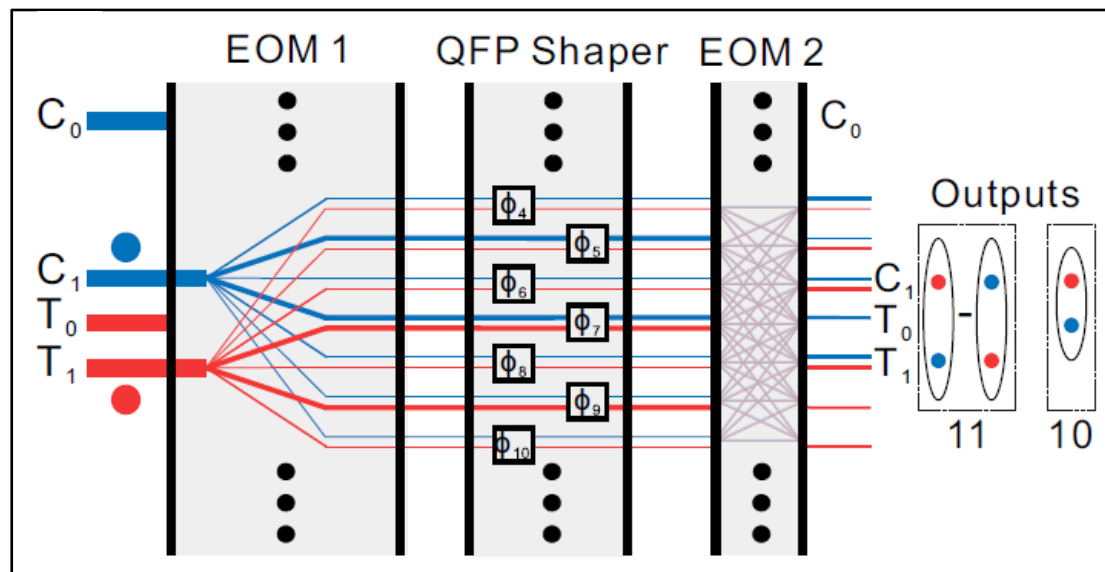 EOM 1
QFP Shaper
EOM 2
C₀
C₀
Outputs
ϕ₄
ϕ₅
C₁
ϕ₆
C₁
T₀
ϕ₇
T₀
-
T₁
ϕ₈
T₁
ϕ₉
ϕ₁₀
11
10